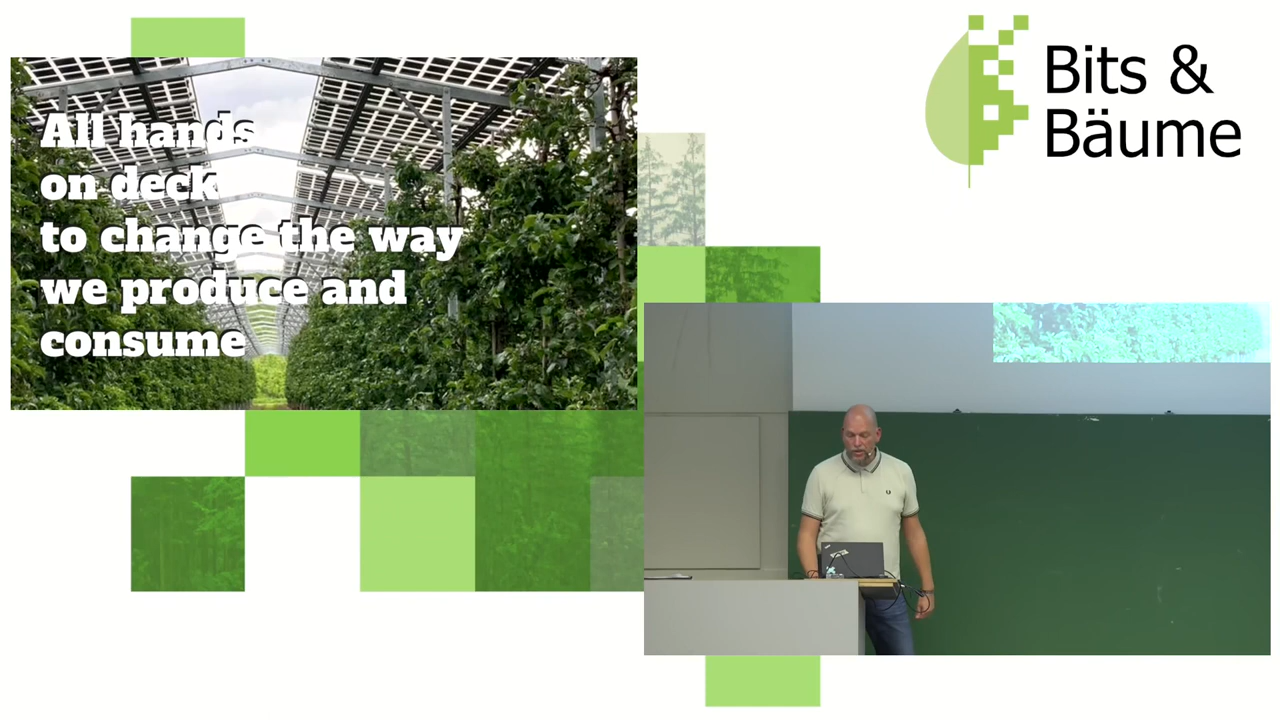 All hands
on deck
to change the way
we produce and
consume
Bits &
Bäume